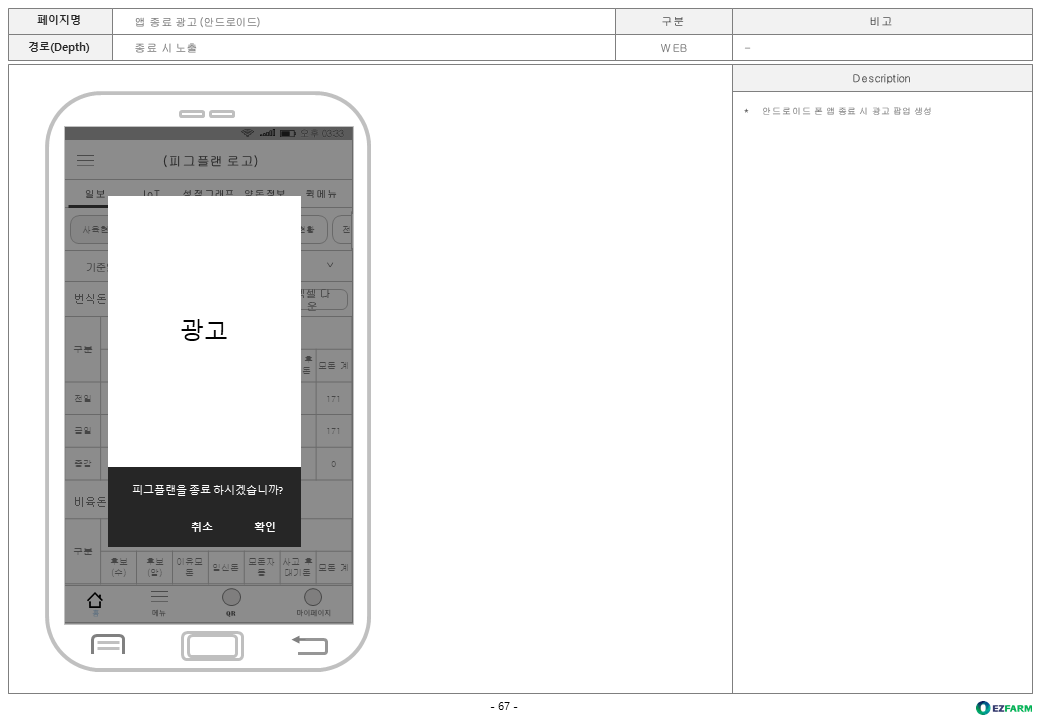 페이지명
앱 종료 광고 (안드로이드)
구분
비고
경로(Depth)
종료 시 노출
WEB
–
Description
* 안드로이드 폰 앱 종료 시 광고 팝업 생성
오후 03:33
(피그플랜 로고)
일보 IoT 성적그래프 양돈정보 퀵메뉴
사육현
현황
전
기준
번식돈
셀 다
운
광고
구분
후
돈
모돈 계
전일
171
금일
171
증감
0
피그플랜을 종료 하시겠습니까?
취소 확인
비육돈
구분
후보
(수)
후보
(암)
이유모
돈
임신돈
포유자
돈
사고 후
대기돈
모돈 계
홈
메뉴
QR
마이페이지
- 67 -
EZFARM